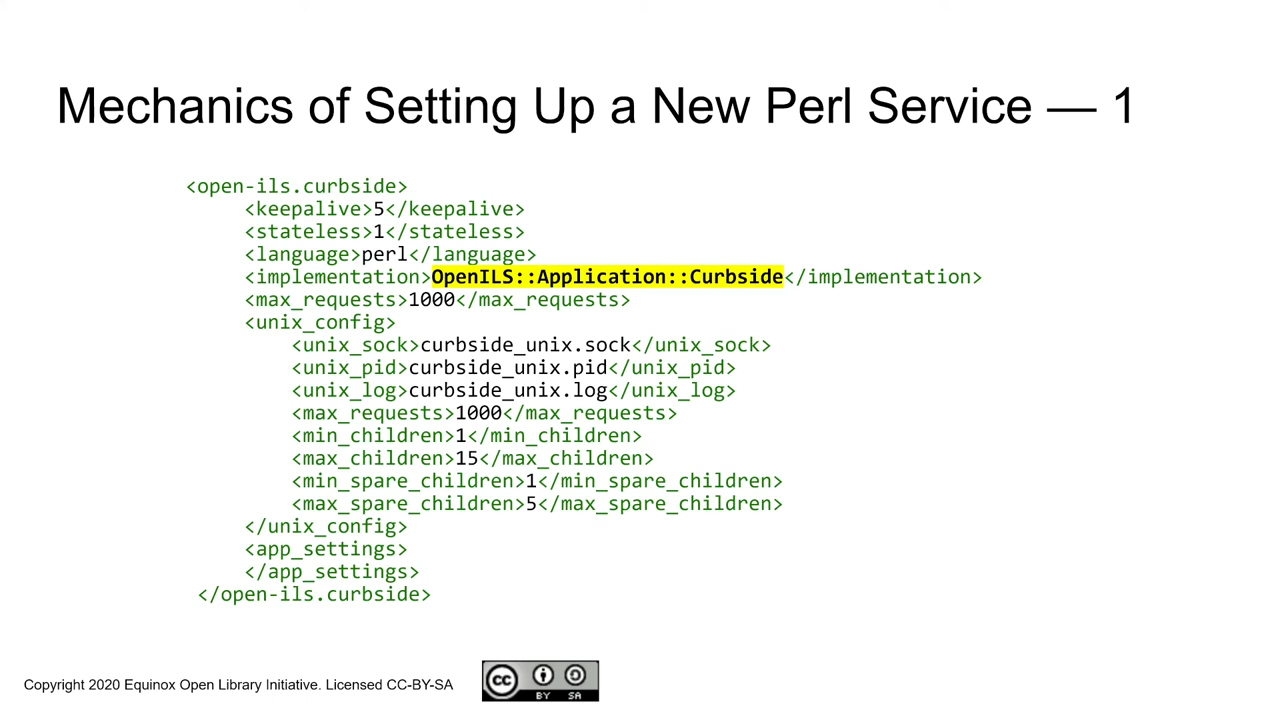 Mechanics of Setting Up a New Perl Service — 1
<open-ils.curbside>
<keepalive>5</keepalive>
<stateless>1</stateless>
<language>perl</language>
<implementation>OpenILS::Application::Curbside</implementation>
<max_requests>1000</max_requests>
<unix_config>
<unix_sock>curbside_unix.sock</unix_sock>
<unix_pid>curbside_unix.pid</unix_pid>
<unix_log>curbside_unix.log</unix_log>
<max_requests>1000</max_requests>
<min_children>1</min_children>
<max_children>15</max_children>
<min_spare_children>1</min_spare_children>
<max_spare_children>5</max_spare_children>
</unix_config>
<app_settings>
</app_settings>
</open-ils.curbside>
Copyright 2020 Equinox Open Library Initiative. Licensed CC-BY-SA
CC
BY SA